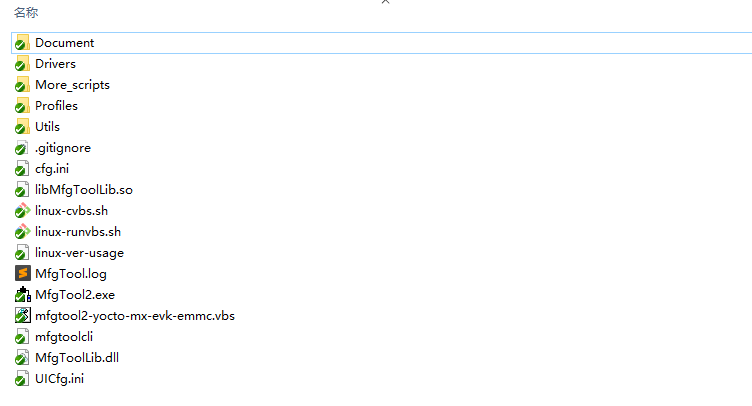 名称
Document
Drivers
More_scripts
Profiles
Utils
.gitignore
cfg.ini
libMfgToolLib.so
linux-cvbs.sh
linux-runvbs.sh
linux-ver-usage
MfgTool.log
MfgTool2.exe
mfgtool2-yocto-mx-evk-emmc.vbs
mfgtoolcli
MfgToolLib.dll
UICfg.ini